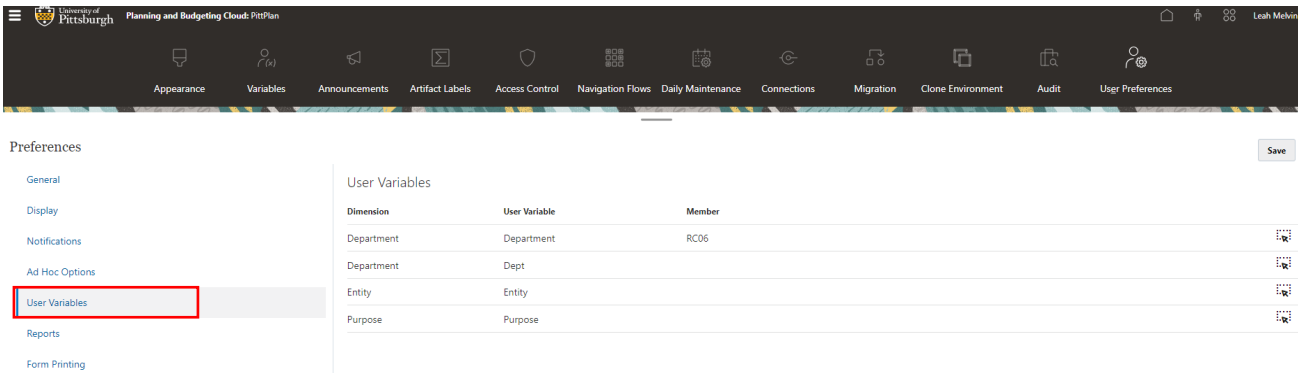 University of
Pittsburgh Planning and Budgeting Cloud: PittPlan Leah Melvin
(x)
Appearance Variables Announcements Artifact Labels Access Control Navigation Flows Daily Maintenance Connections Migration Clone Environment Audit User Preferences
Preferences
Save
General
User Variables
Display
Dimension User Variable Member
Notifications
Department Department RC06
Ad Hoc Options
Department Dept
User Variables
Entity Entity
Reports
Purpose Purpose
Form Printing